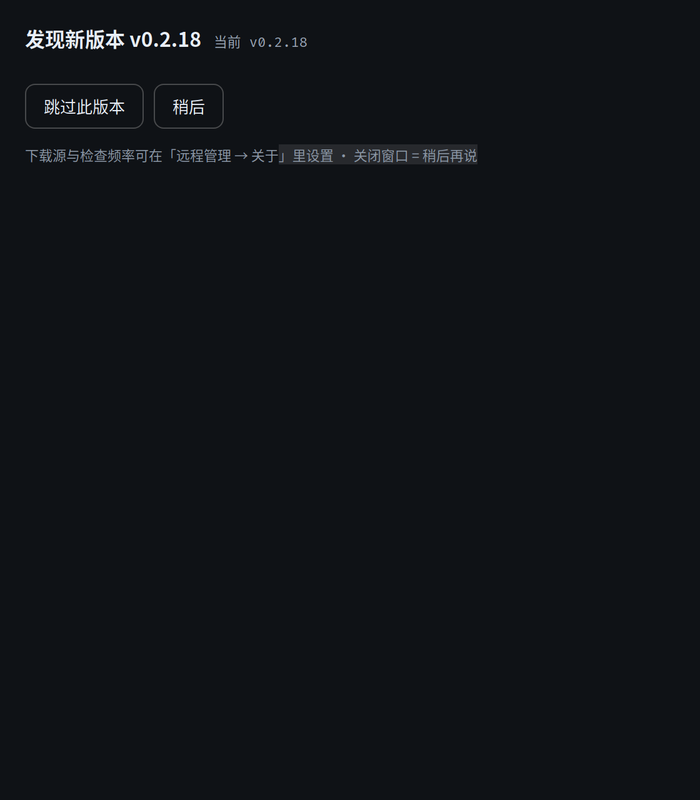 发现新版本 v0.2.18 当前 v0.2.18
跳过此版本 稍后
下载源与检查频率可在「远程管理 → 关于」里设置 · 关闭窗口 = 稍后再说